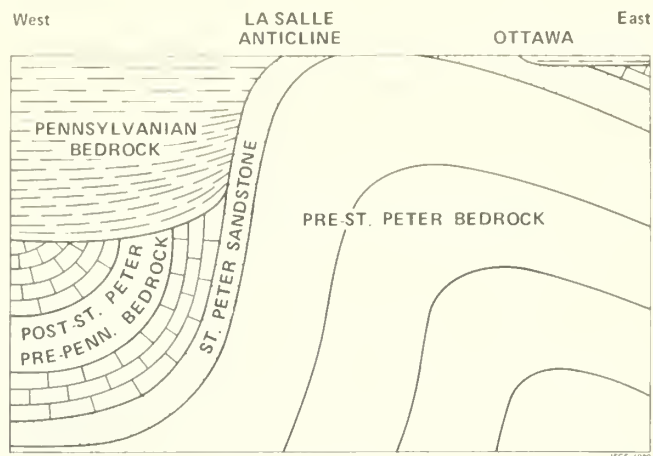 West
LA SALLE
ANTICLINE
OTTAWA
East
PENNSYLVANIAN
BEDROCK
ST. PETER SANDSTONE
PRE-ST. PETER BEDROCK
POST-ST. PETER
PRE-PENN. BEDROCK